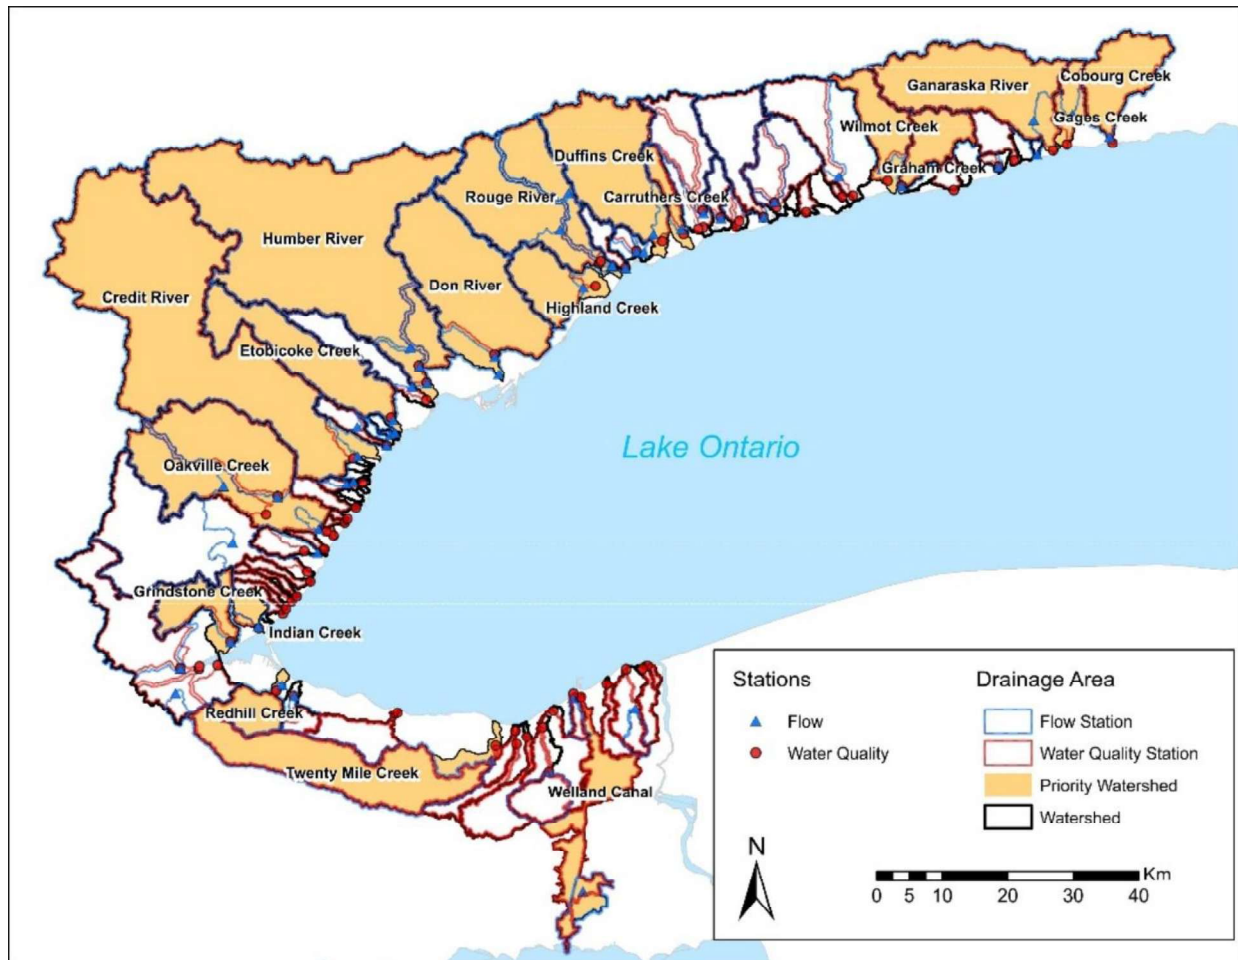 Cobourg Creek
Ganaraska River
Gages Creek
Wilmot Creek
Duffins Creek
Graham Creek
Rouge River
Carruthers Creek
Humber River
Don River
Credit River
Highland Creek
Etobicoke Creek
Lake Ontario
Oakville Creek
Grindstone Creek
Indian Creek
Redhill Creek
Twenty Mile Creek
Welland Canal
Stations
Flow
Water Quality
Drainage Area
Flow Station
Water Quality Station
Priority Watershed
Watershed
N
Km
0 5 10 20 30 40